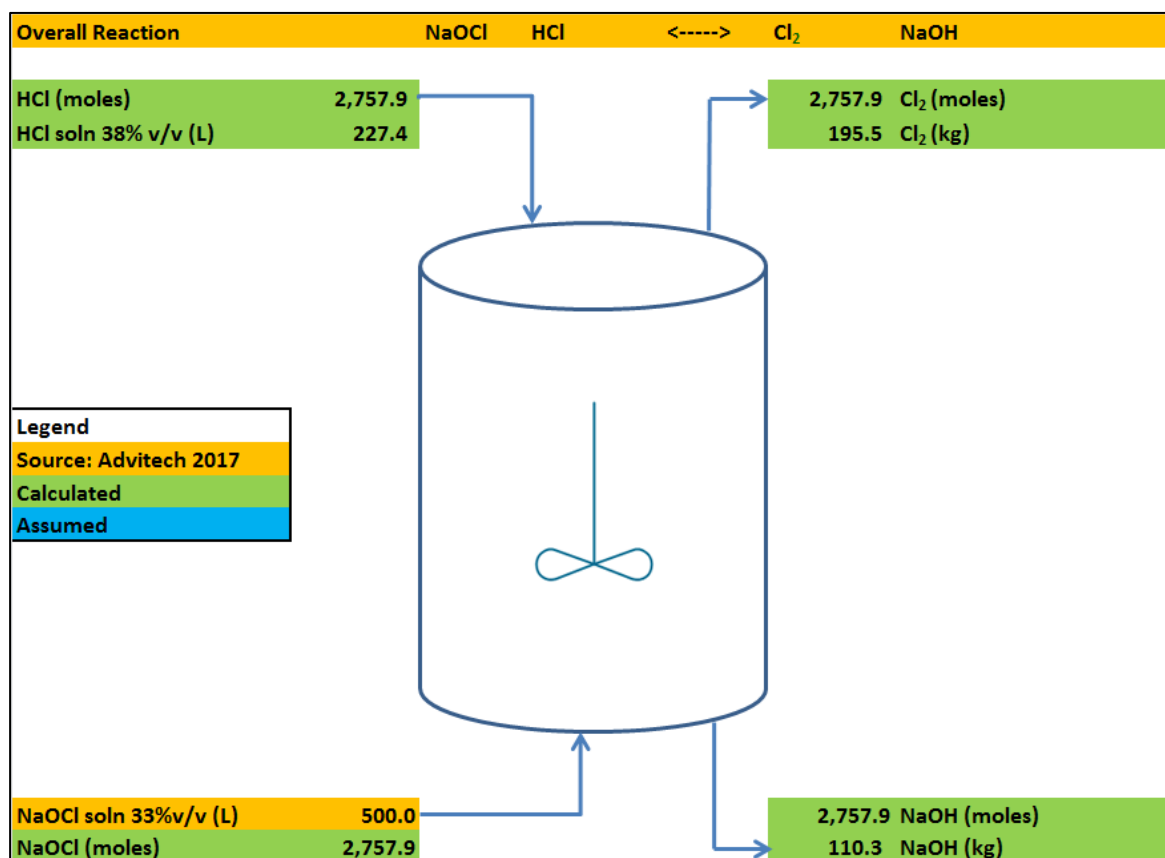 Overall Reaction NaOCl HCl <-----> Cl₂ NaOH
HCl (moles) 2,757.9
HCl soln 38% v/v (L) 227.4
2,757.9 Cl₂ (moles)
195.5 Cl₂ (kg)
Legend
Source: Advitech 2017
Calculated
Assumed
NaOCl soln 33%v/v (L) 500.0
NaOCl (moles) 2,757.9
2,757.9 NaOH (moles)
110.3 NaOH (kg)